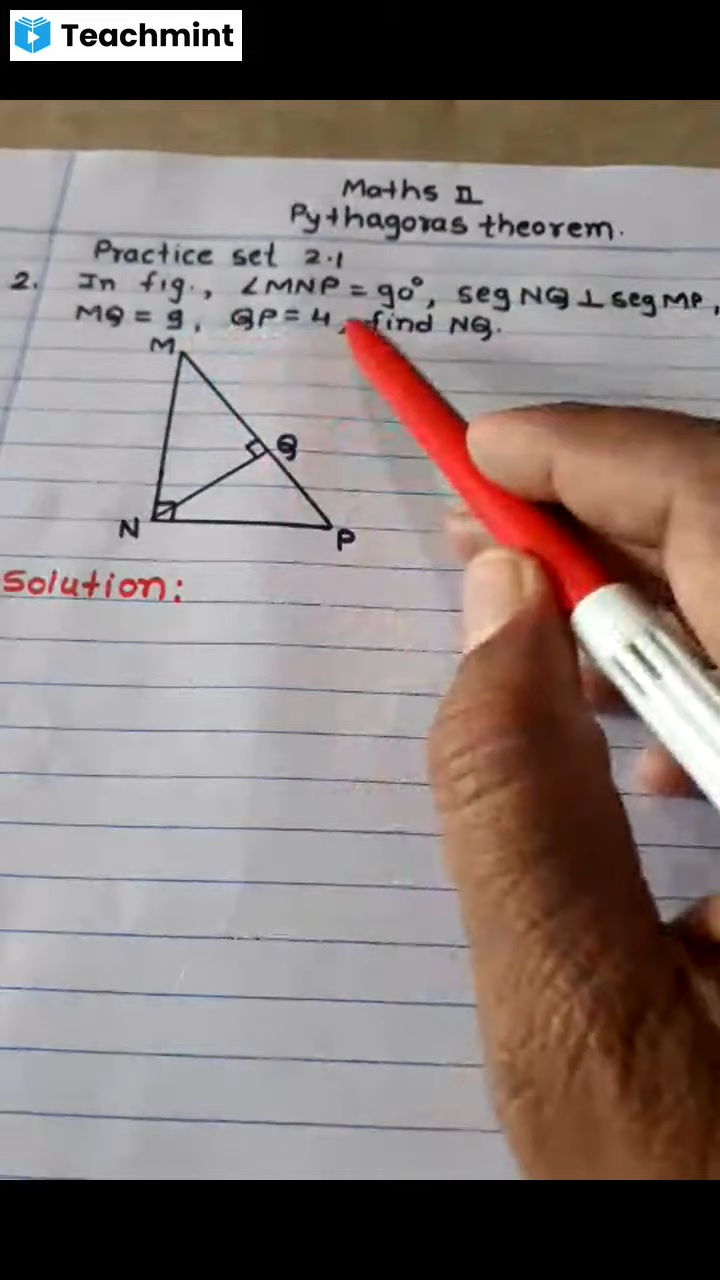 Teachmint
Maths II
Pythagoras theorem.
Practice set 2.1
2. In fig., ∠MNP = 90°, seg NQ ⊥ seg MP,
MQ = 9, QP = 4, find NQ.
M
Q
N
P
Solution: